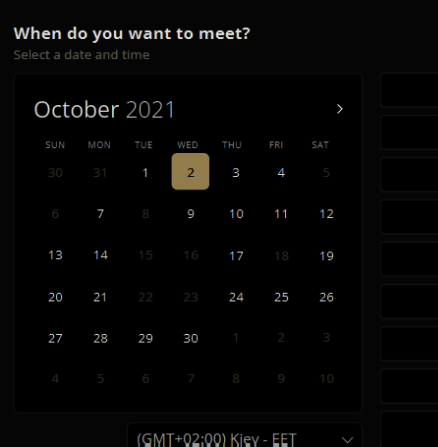 When do you want to meet?
Select a date and time
October 2021
SUN MON TUE WED THU FRI SAT
30 31 1 2 3 4 5
6 7 8 9 10 11 12
13 14 15 16 17 18 19
20 21 22 23 24 25 26
27 28 29 30 1 2 3
4 5 6 7 8 9 10
(GMT+02:00) Kiev - EET